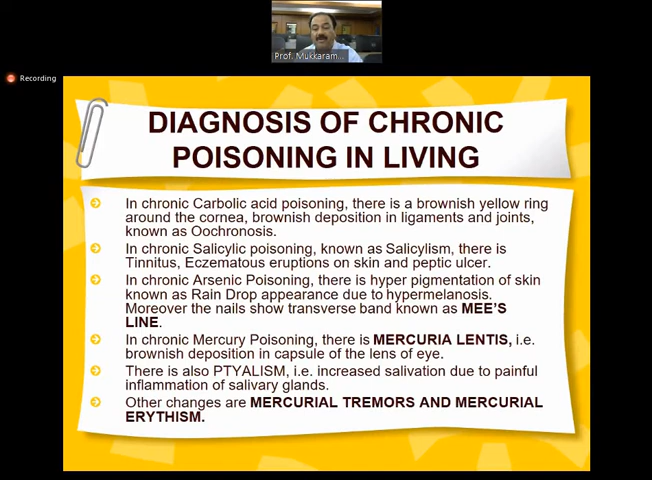 Prof. Mukkaram...
Recording
DIAGNOSIS OF CHRONIC
POISONING IN LIVING
In chronic Carbolic acid poisoning, there is a brownish yellow ring
around the cornea, brownish deposition in ligaments and joints,
known as Oochronosis.
In chronic Salicylic poisoning, known as Salicylism, there is
Tinnitus, Eczematous eruptions on skin and peptic ulcer.
In chronic Arsenic Poisoning, there is hyper pigmentation of skin
known as Rain Drop appearance due to hypermelanosis.
Moreover the nails show transverse band known as MEE'S
LINE.
In chronic Mercury Poisoning, there is MERCURIA LENTIS, i.e.
brownish deposition in capsule of the lens of eye.
There is also PTYALISM, i.e. increased salivation due to painful
inflammation of salivary glands.
Other changes are MERCURIAL TREMORS AND MERCURIAL
ERYTHISM.